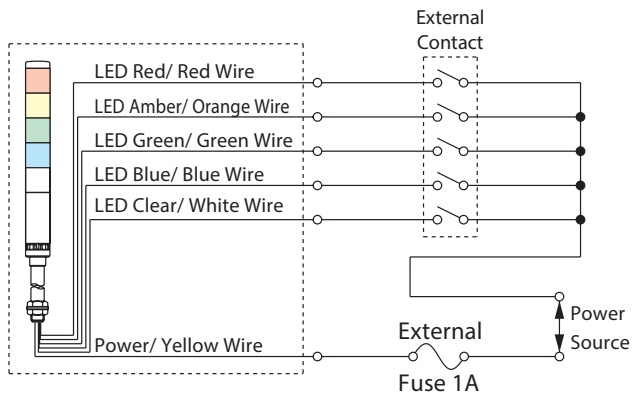 External
Contact
LED Red/ Red Wire
LED Amber/ Orange Wire
LED Green/ Green Wire
LED Blue/ Blue Wire
LED Clear/ White Wire
Power/ Yellow Wire
External
Fuse 1A
Power
Source